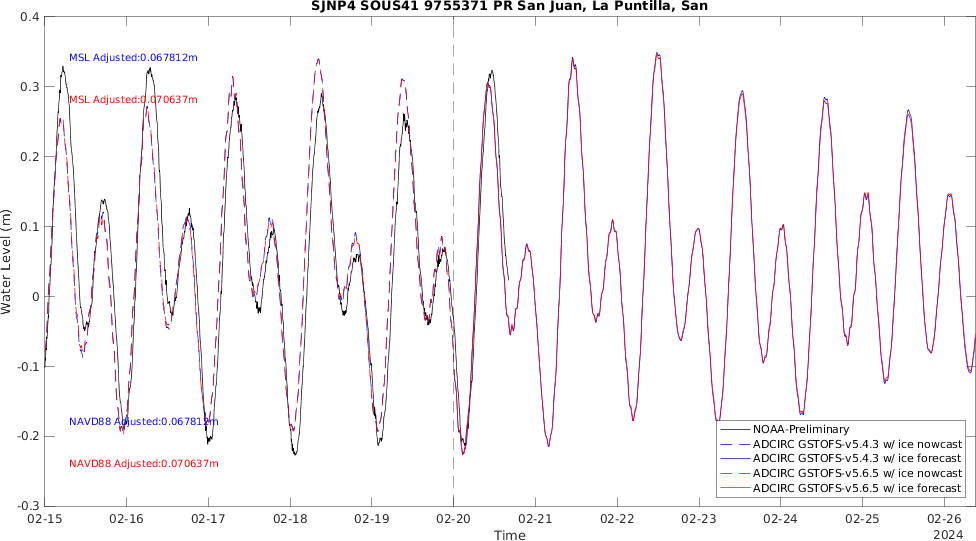 SJNP4 SOUS41 9755371 PR San Juan, La Puntilla, San
0.4
0.3
0.2
0.1
0
-0.1
-0.2
-0.3
Water Level (m)
MSL Adjusted:0.067812m
MSL Adjusted:0.070637m
NAVD88 Adjusted:0.067812m
NAVD88 Adjusted:0.070637m
NOAA-Preliminary
ADCIRC GSTOFS-v5.4.3 w/ ice nowcast
ADCIRC GSTOFS-v5.4.3 w/ ice forecast
ADCIRC GSTOFS-v5.6.5 w/ ice nowcast
ADCIRC GSTOFS-v5.6.5 w/ ice forecast
02-15 02-16 02-17 02-18 02-19 02-20 02-21 02-22 02-23 02-24 02-25 02-26
Time
2024